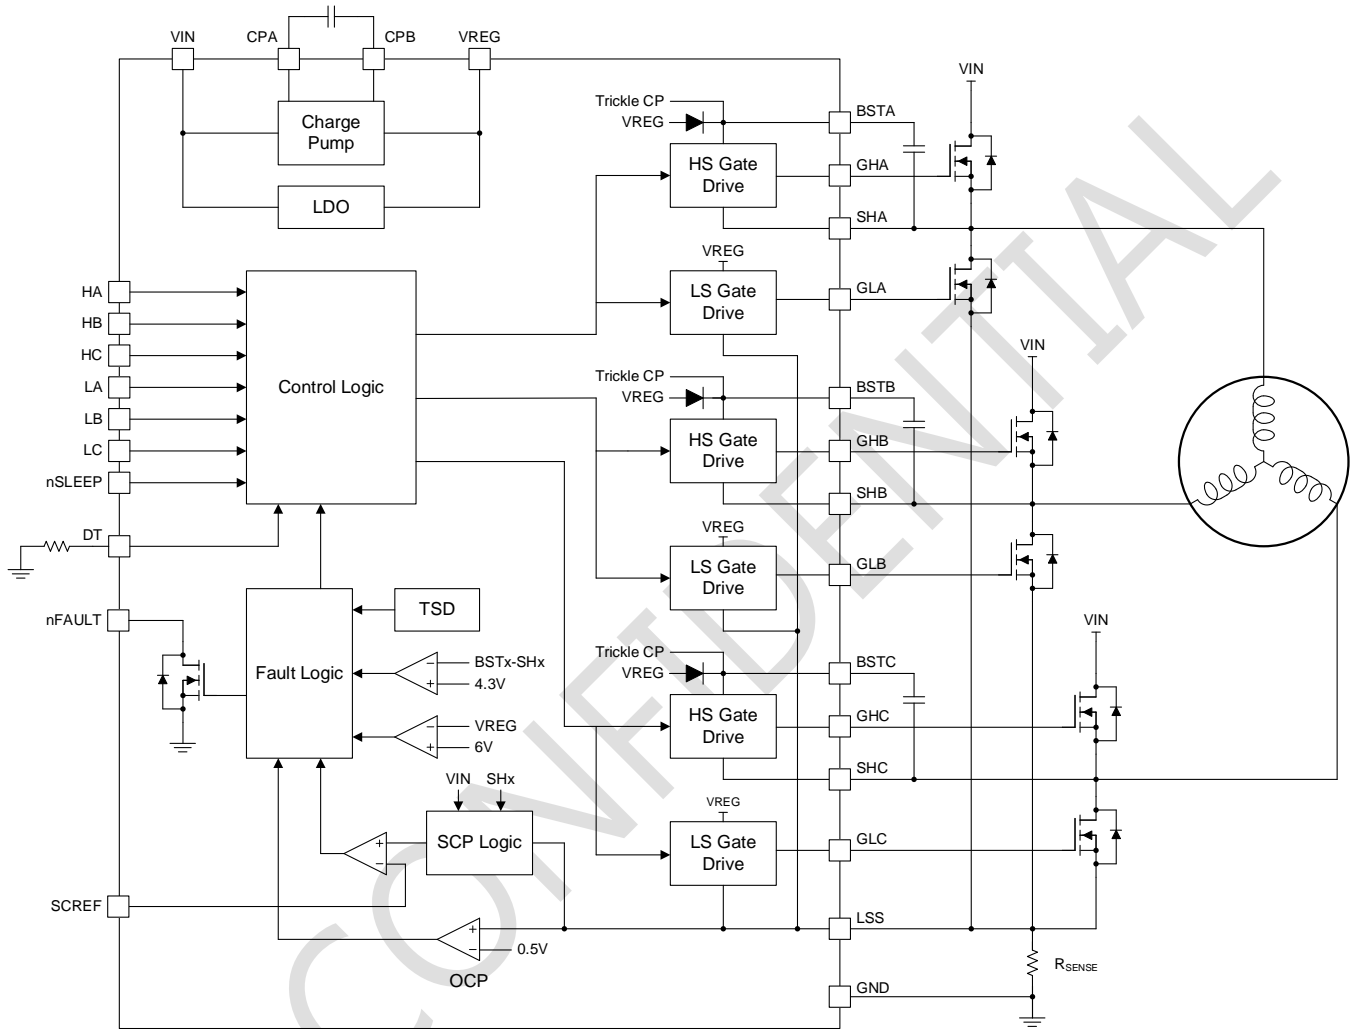 VIN
CPA
CPB
VREG
Charge
Pump
LDO
HA
HB
HC
LA
LB
LC
nSLEEP
DT
nFAULT
SCREF
Control Logic
Fault Logic
TSD
−
BSTx-SHx
+
4.3V
−
VREG
+
6V
VIN
SHx
SCP Logic
+
−
+
−
0.5V
OCP
Trickle CP
VREG
HS Gate
Drive
VREG
LS Gate
Drive
Trickle CP
VREG
HS Gate
Drive
VREG
LS Gate
Drive
Trickle CP
VREG
HS Gate
Drive
VREG
LS Gate
Drive
BSTA
GHA
SHA
GLA
BSTB
GHB
SHB
GLB
BSTC
GHC
SHC
GLC
LSS
GND
VIN
VIN
VIN
RSENSE
CONFIDENTIAL